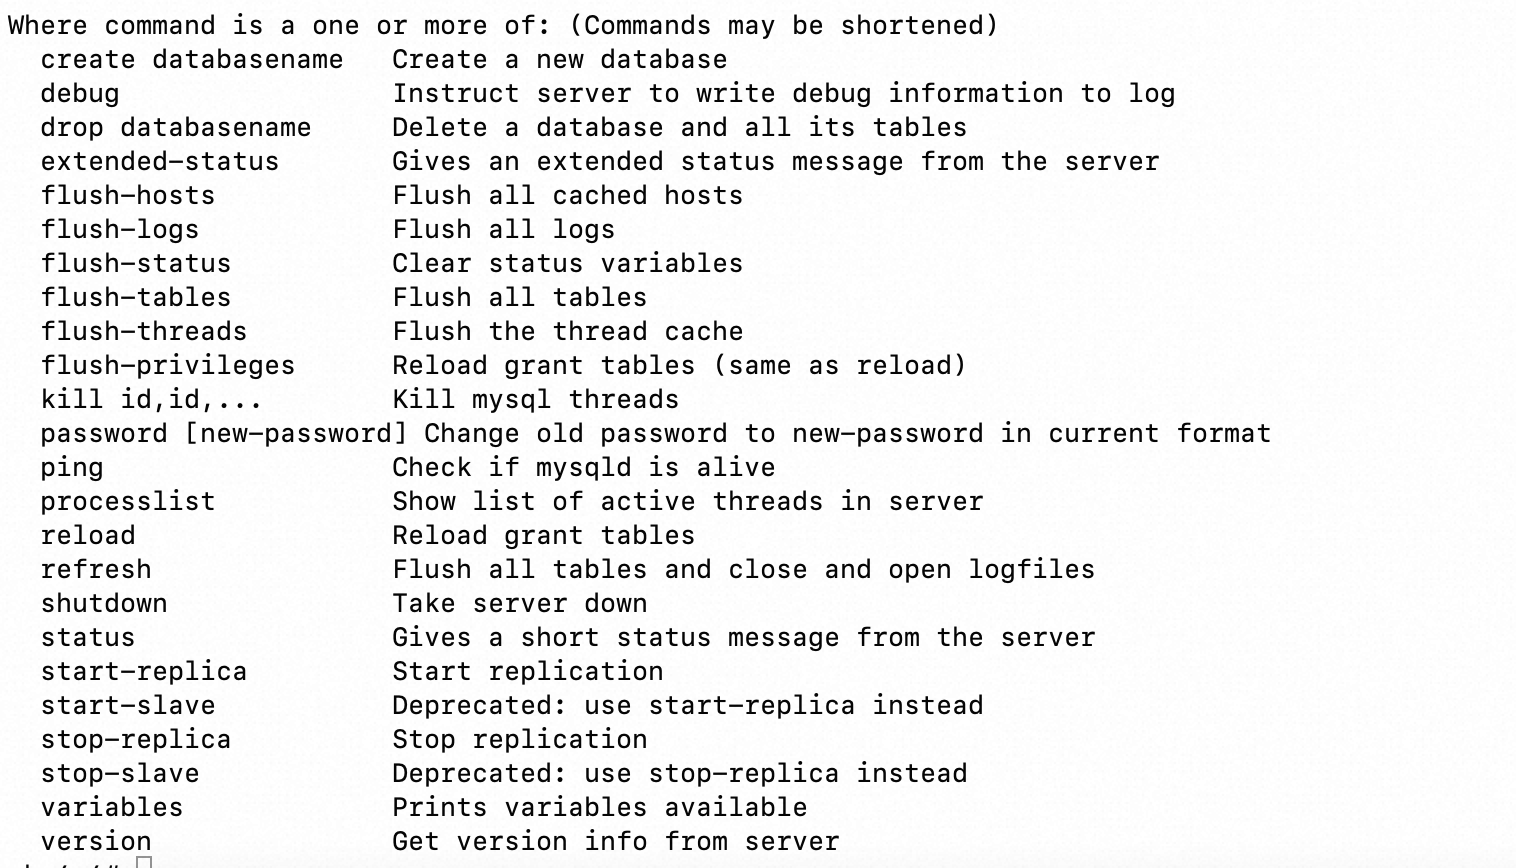 Where command is a one or more of: (Commands may be shortened)
  create databasename   Create a new database
  debug                 Instruct server to write debug information to log
  drop databasename     Delete a database and all its tables
  extended-status       Gives an extended status message from the server
  flush-hosts           Flush all cached hosts
  flush-logs            Flush all logs
  flush-status          Clear status variables
  flush-tables          Flush all tables
  flush-threads         Flush the thread cache
  flush-privileges      Reload grant tables (same as reload)
  kill id,id,...        Kill mysql threads
  password [new-password] Change old password to new-password in current format
  ping                  Check if mysqld is alive
  processlist           Show list of active threads in server
  reload                Reload grant tables
  refresh               Flush all tables and close and open logfiles
  shutdown              Take server down
  status                Gives a short status message from the server
  start-replica         Start replication
  start-slave           Deprecated: use start-replica instead
  stop-replica          Stop replication
  stop-slave            Deprecated: use stop-replica instead
  variables             Prints variables available
  version               Get version info from server